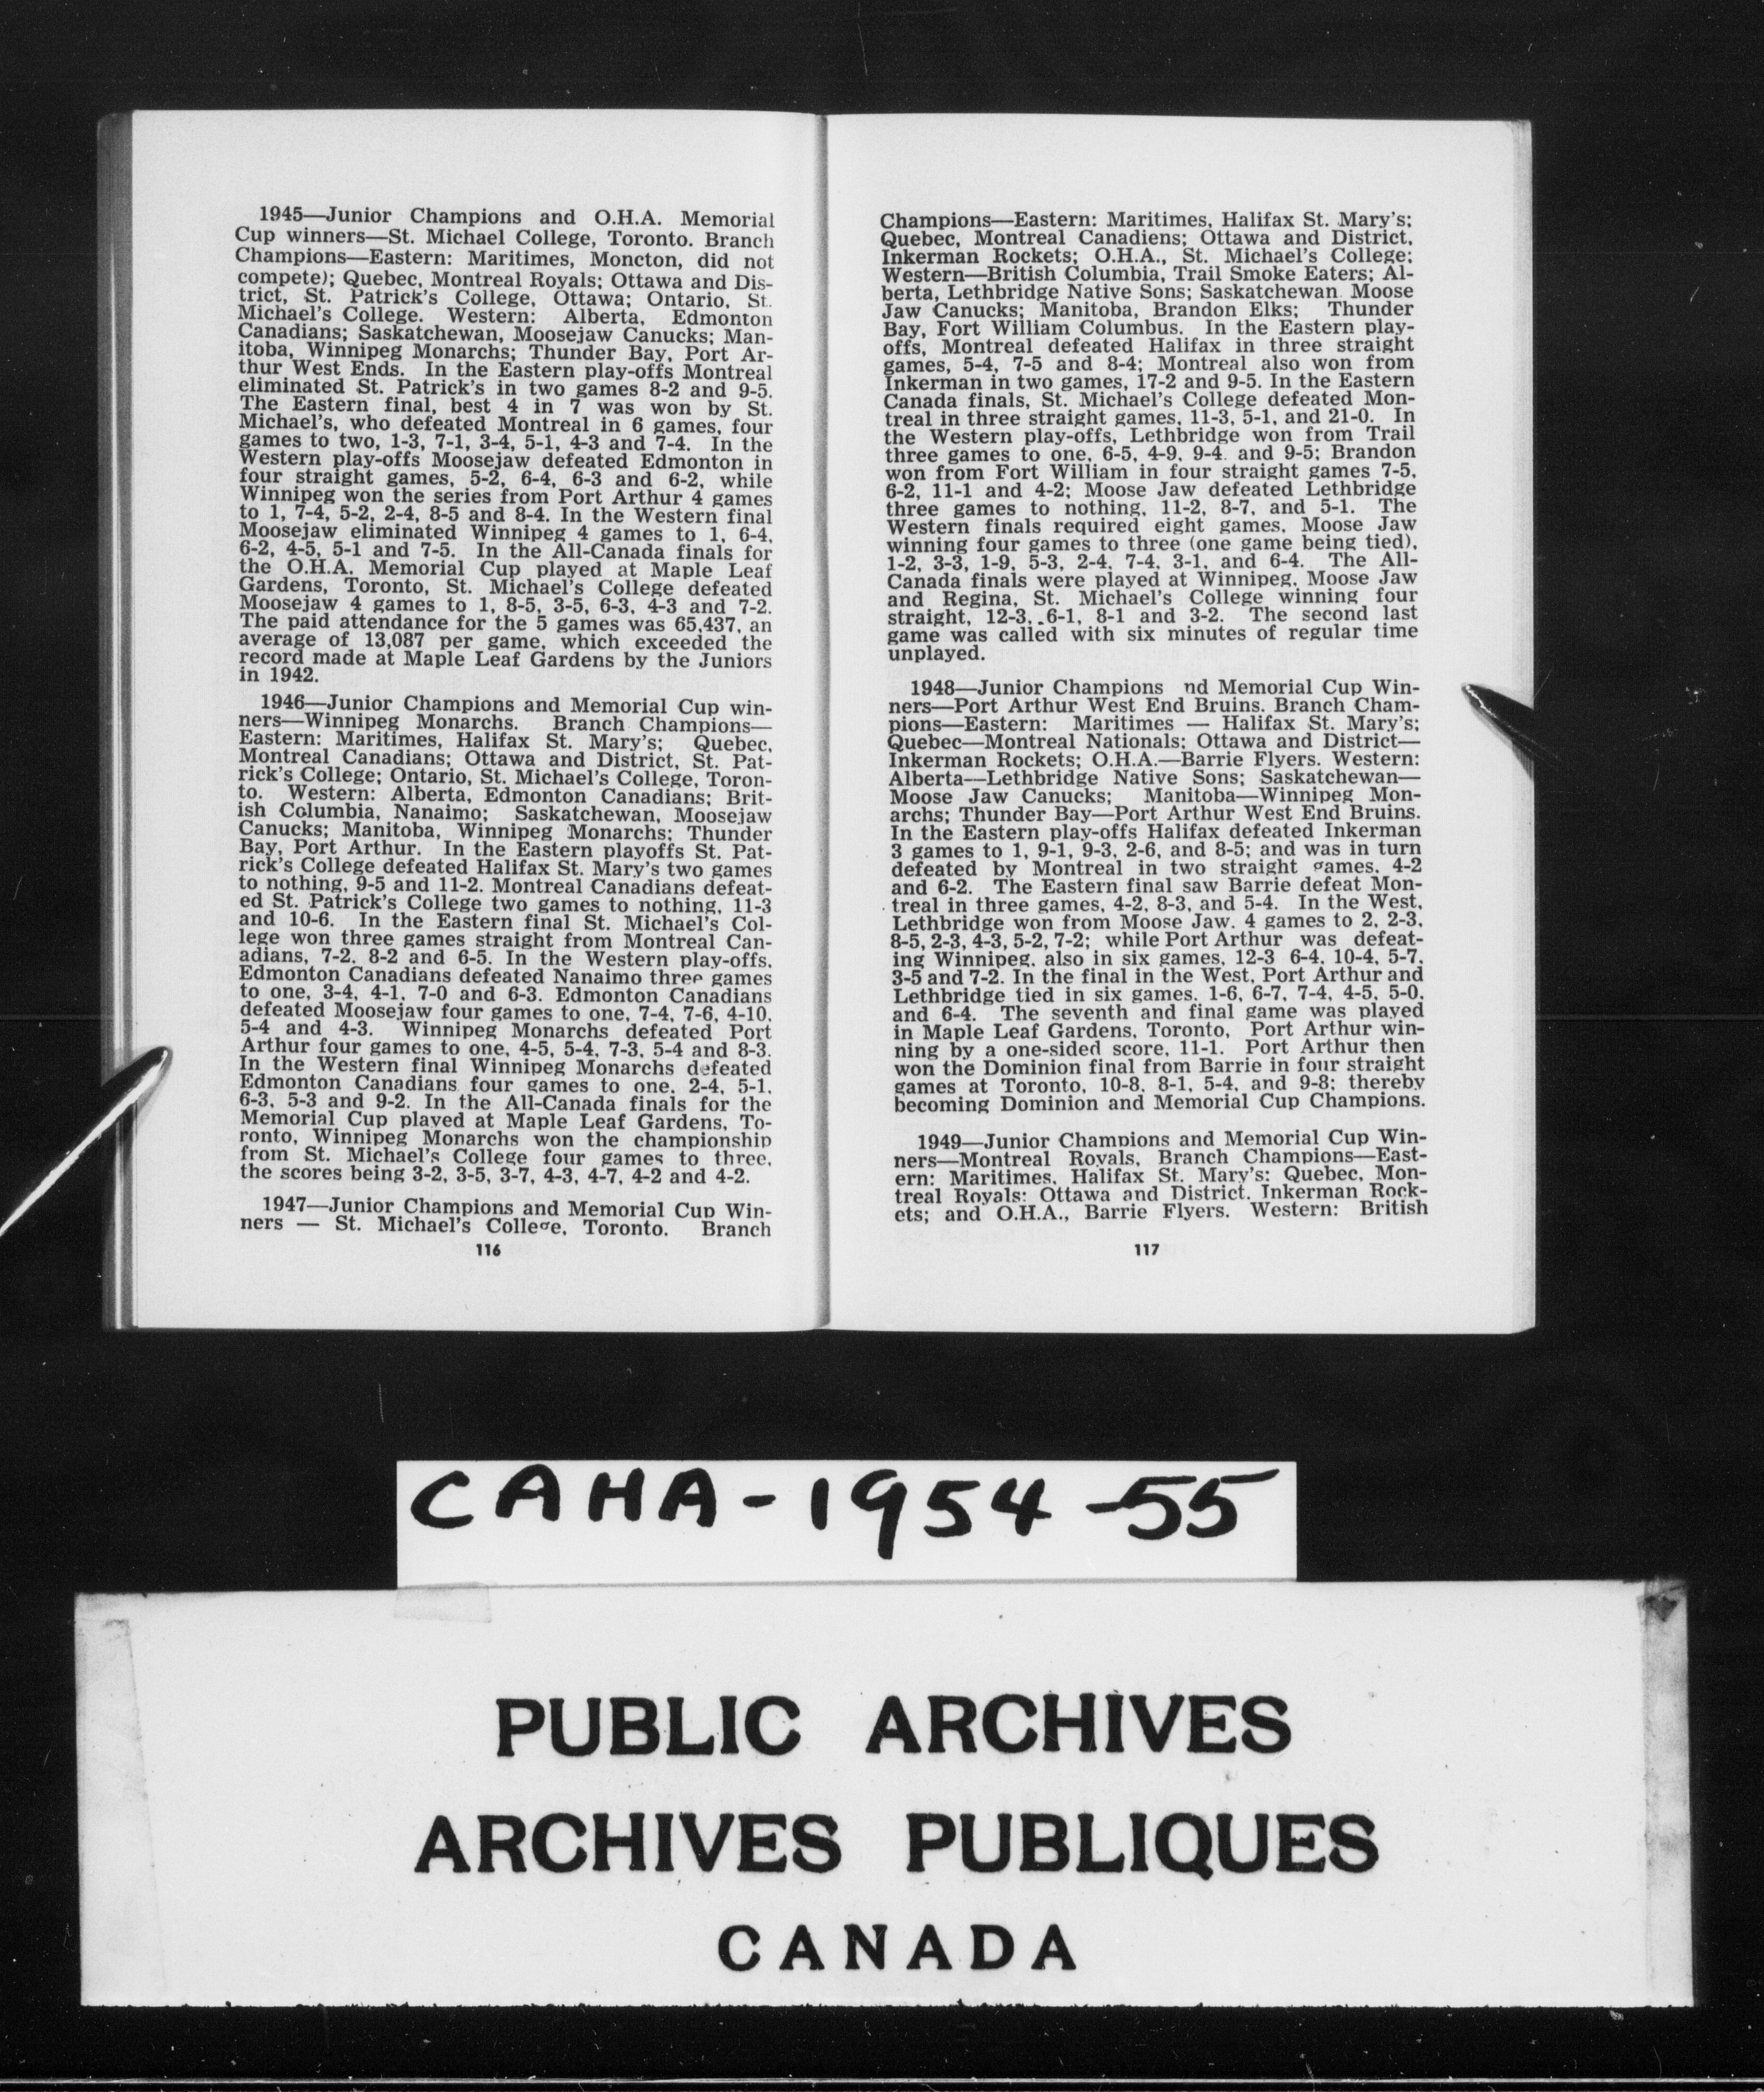 1945—Junior Champions and O.H.A. Memorial
Cup winners—St. Michael College, Toronto. Branch
Champions—Eastern: Maritimes, Moncton, did not
compete); Quebec, Montreal Royals; Ottawa and Dis-
trict, St. Patrick's College, Ottawa; Ontario, St.
Michael's College. Western: Alberta, Edmonton
Canadians; Saskatchewan, Moosejaw Canucks; Man-
itoba, Winnipeg Monarchs; Thunder Bay, Port Ar-
thur West Ends. In the Eastern play-offs Montreal
eliminated St. Patrick's in two games 8-2 and 9-5.
The Eastern final, best 4 in 7 was won by St.
Michael's, who defeated Montreal in 6 games, four
games to two, 1-3, 7-1, 3-4, 5-1, 4-3 and 7-4. In the
Western play-offs Moosejaw defeated Edmonton in
four straight games, 5-2, 6-4, 6-3 and 6-2, while
Winnipeg won the series from Port Arthur 4 games
to 1, 7-4, 5-2, 2-4, 8-5 and 8-4. In the Western final
Moosejaw eliminated Winnipeg 4 games to 1, 6-4,
6-2, 4-5, 5-1 and 7-5. In the All-Canada finals for
the O.H.A. Memorial Cup played at Maple Leaf
Gardens, Toronto, St. Michael's College defeated
Moosejaw 4 games to 1, 8-5, 3-5, 6-3, 4-3 and 7-2.
The paid attendance for the 5 games was 65,437, an
average of 13,087 per game, which exceeded the
record made at Maple Leaf Gardens by the Juniors
in 1942.
1946—Junior Champions and Memorial Cup win-
ners—Winnipeg Monarchs. Branch Champions—
Eastern: Maritimes, Halifax St. Mary's; Quebec,
Montreal Canadians; Ottawa and District, St. Pat-
rick's College; Ontario, St. Michael's College, Toron-
to. Western: Alberta, Edmonton Canadians; Brit-
ish Columbia, Nanaimo; Saskatchewan, Moosejaw
Canucks; Manitoba, Winnipeg Monarchs; Thunder
Bay, Port Arthur. In the Eastern playoffs St. Pat-
rick's College defeated Halifax St. Mary's two games
to nothing, 9-5 and 11-2. Montreal Canadians defeat-
ed St. Patrick's College two games to nothing, 11-3
and 10-6. In the Eastern final St. Michael's Col-
lege won three games straight from Montreal Can-
adians, 7-2, 8-2 and 6-5. In the Western play-offs,
Edmonton Canadians defeated Nanaimo three games
to one, 3-4, 4-1, 7-0 and 6-3. Edmonton Canadians
defeated Moosejaw four games to one, 7-4, 7-6, 4-10,
5-4 and 4-3. Winnipeg Monarchs defeated Port
Arthur four games to one, 4-5, 5-4, 7-3, 5-4 and 8-3.
In the Western final Winnipeg Monarchs defeated
Edmonton Canadians four games to one, 2-4, 5-1,
6-3, 5-3 and 9-2. In the All-Canada finals for the
Memorial Cup played at Maple Leaf Gardens, To-
ronto, Winnipeg Monarchs won the championship
from St. Michael's College four games to three,
the scores being 3-2, 3-5, 3-7, 4-3, 4-7, 4-2 and 4-2.
1947—Junior Champions and Memorial Cup Win-
ners — St. Michael's College, Toronto. Branch
116
Champions—Eastern: Maritimes, Halifax St. Mary's;
Quebec, Montreal Canadiens; Ottawa and District,
Inkerman Rockets; O.H.A., St. Michael's College;
Western—British Columbia, Trail Smoke Eaters; Al-
berta, Lethbridge Native Sons; Saskatchewan. Moose
Jaw Canucks; Manitoba, Brandon Elks; Thunder
Bay, Fort William Columbus. In the Eastern play-
offs, Montreal defeated Halifax in three straight
games, 5-4, 7-5 and 8-4; Montreal also won from
Inkerman in two games, 17-2 and 9-5. In the Eastern
Canada finals, St. Michael's College defeated Mon-
treal in three straight games, 11-3, 5-1, and 21-0. In
the Western play-offs, Lethbridge won from Trail
three games to one, 6-5, 4-9, 9-4, and 9-5; Brandon
won from Fort William in four straight games 7-5,
6-2, 11-1 and 4-2; Moose Jaw defeated Lethbridge
three games to nothing, 11-2, 8-7, and 5-1. The
Western finals required eight games, Moose Jaw
winning four games to three (one game being tied),
1-2, 3-3, 1-9, 5-3, 2-4, 7-4, 3-1, and 6-4. The All-
Canada finals were played at Winnipeg, Moose Jaw
and Regina, St. Michael's College winning four
straight, 12-3, 6-1, 8-1 and 3-2. The second last
game was called with six minutes of regular time
unplayed.
1948—Junior Champions nd Memorial Cup Win-
ners—Port Arthur West End Bruins. Branch Cham-
pions—Eastern: Maritimes — Halifax St. Mary's;
Quebec—Montreal Nationals; Ottawa and District—
Inkerman Rockets; O.H.A.—Barrie Flyers. Western:
Alberta—Lethbridge Native Sons; Saskatchewan—
Moose Jaw Canucks; Manitoba—Winnipeg Mon-
archs; Thunder Bay—Port Arthur West End Bruins.
In the Eastern play-offs Halifax defeated Inkerman
3 games to 1, 9-1, 9-3, 2-6, and 8-5; and was in turn
defeated by Montreal in two straight games, 4-2
and 6-2. The Eastern final saw Barrie defeat Mon-
treal in three games, 4-2, 8-3, and 5-4. In the West,
Lethbridge won from Moose Jaw, 4 games to 2, 2-3,
8-5, 2-3, 4-3, 5-2, 7-2; while Port Arthur was defeat-
ing Winnipeg, also in six games, 12-3 6-4, 10-4, 5-7,
3-5 and 7-2. In the final in the West, Port Arthur and
Lethbridge tied in six games, 1-6, 6-7, 7-4, 4-5, 5-0,
and 6-4. The seventh and final game was played
in Maple Leaf Gardens, Toronto, Port Arthur win-
ning by a one-sided score, 11-1. Port Arthur then
won the Dominion final from Barrie in four straight
games at Toronto, 10-8, 8-1, 5-4, and 9-8; thereby
becoming Dominion and Memorial Cup Champions.
1949—Junior Champions and Memorial Cup Win-
ners—Montreal Royals, Branch Champions—East-
ern: Maritimes, Halifax St. Mary's; Quebec, Mon-
treal Royals; Ottawa and District, Inkerman Rock-
ets; and O.H.A., Barrie Flyers. Western: British
117
CAHA-1954-55
PUBLIC ARCHIVES
ARCHIVES PUBLIQUES
CANADA